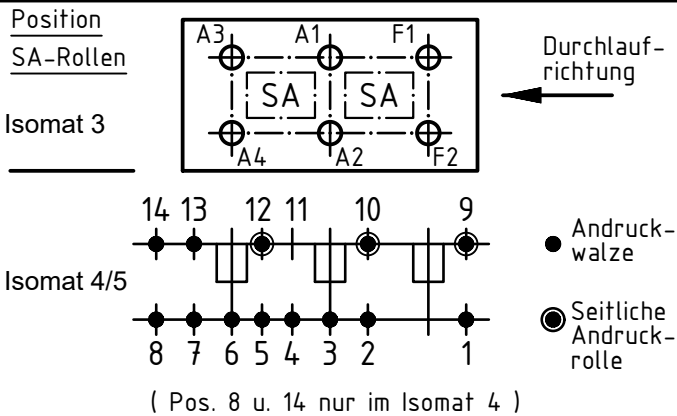 Position
SA-Rollen
Isomat 3
A3 A1 F1
SA SA
A4 A2 F2
Durchlauf-
richtung
Isomat 4/5
14 13 12 11 10 9
8 7 6 5 4 3 2 1
Andruck-
walze
Seitliche
Andruck-
rolle
( Pos. 8 u. 14 nur im Isomat 4 )